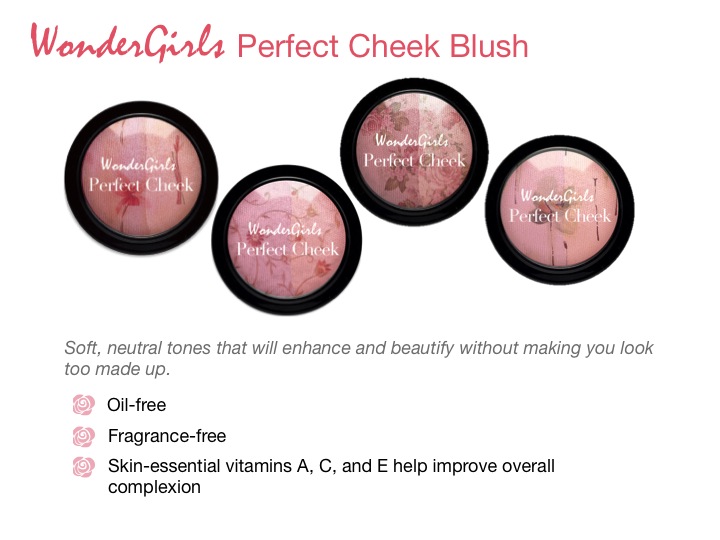 WonderGirls Perfect Cheek Blush
WonderGirls
Perfect Cheek
WonderGirls
Perfect Cheek
WonderGirls
Perfect Cheek
WonderGirls
Perfect Cheek
Soft, neutral tones that will enhance and beautify without making you look
too made up.
Oil-free
Fragrance-free
Skin-essential vitamins A, C, and E help improve overall
complexion